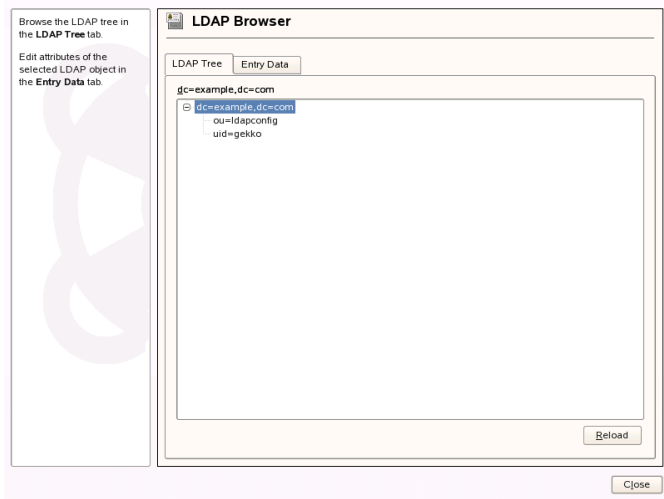 Browse the LDAP tree in
the LDAP Tree tab.
Edit attributes of the
selected LDAP object in
the Entry Data tab.
LDAP Browser
LDAP Tree
Entry Data
dc=example,dc=com
dc=example,dc=com
ou=ldapconfig
uid=gekko
Reload
Close